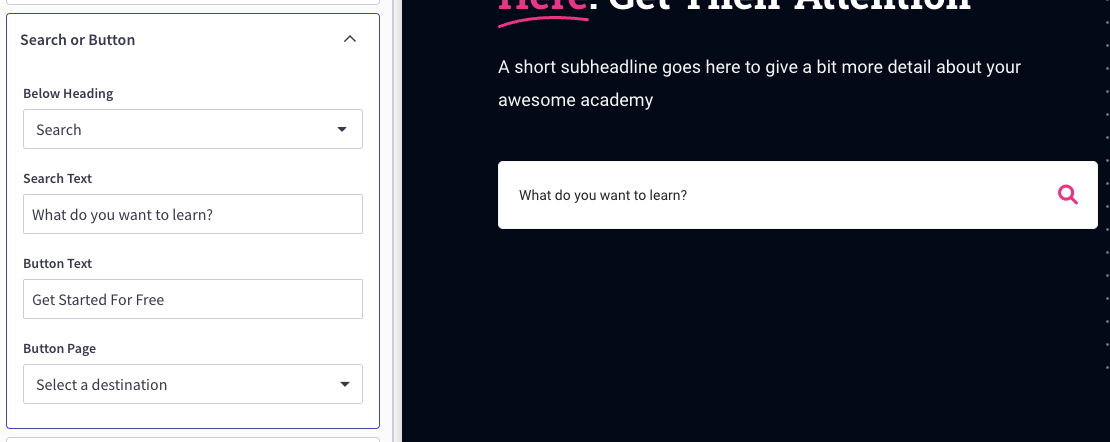 Search or Button
Below Heading
Search
Search Text
What do you want to learn?
Button Text
Get Started For Free
Button Page
Select a destination
Here. Get Their Attention
A short subheadline goes here to give a bit more detail about your
awesome academy
What do you want to learn?